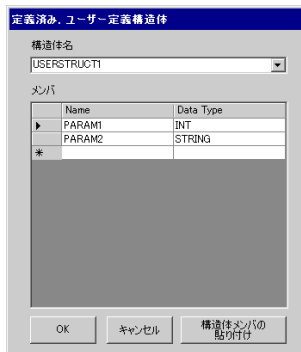 定義済み．ユーザー定義構造体
構造体名
USERSTRUCT1
メンバ
Name Data Type
PARAM1 INT
PARAM2 STRING
*
OK キャンセル 構造体メンバの
貼り付け